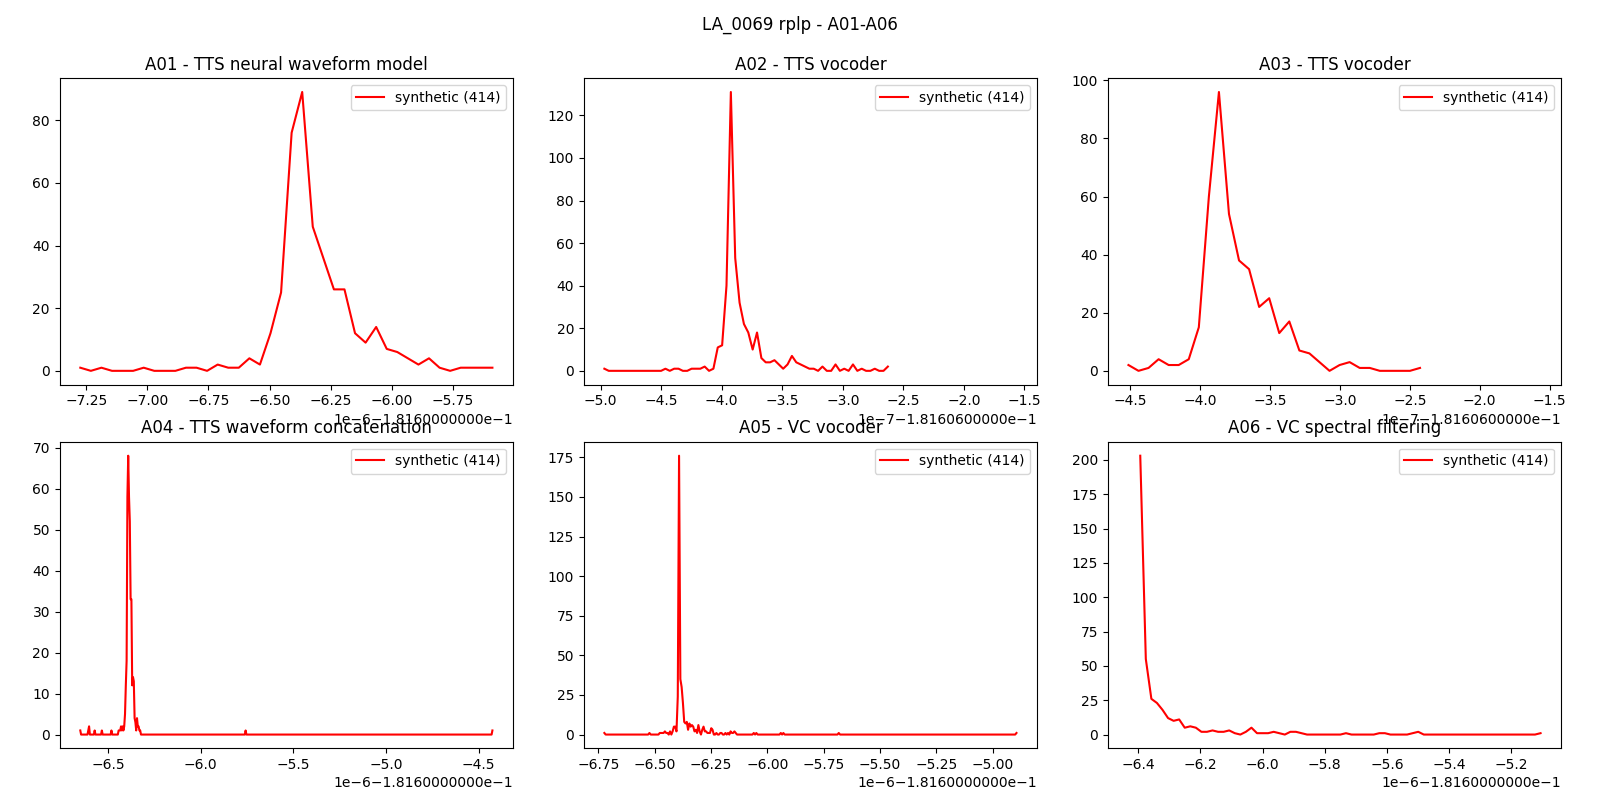 LA_0069 rplp - A01-A06
A01 - TTS neural waveform model
synthetic (414)
80
60
40
20
0
−7.25 −7.00 −6.75 −6.50 −6.25 −6.00 −5.75
1e−6−1.8160000000e−1
A02 - TTS vocoder
synthetic (414)
120
100
80
60
40
20
0
−5.0 −4.5 −4.0 −3.5 −3.0 −2.5 −2.0 −1.5
1e−7−1.8160600000e−1
A03 - TTS vocoder
synthetic (414)
100
80
60
40
20
0
−4.5 −4.0 −3.5 −3.0 −2.5 −2.0 −1.5
1e−7−1.8160600000e−1
A04 - TTS waveform concatenation
synthetic (414)
70
60
50
40
30
20
10
0
−6.5 −6.0 −5.5 −5.0 −4.5
1e−6−1.8160000000e−1
A05 - VC vocoder
synthetic (414)
175
150
125
100
75
50
25
0
−6.75 −6.50 −6.25 −6.00 −5.75 −5.50 −5.25 −5.00
1e−6−1.8160000000e−1
A06 - VC spectral filtering
synthetic (414)
200
175
150
125
100
75
50
25
0
−6.4 −6.2 −6.0 −5.8 −5.6 −5.4 −5.2
1e−6−1.8160000000e−1